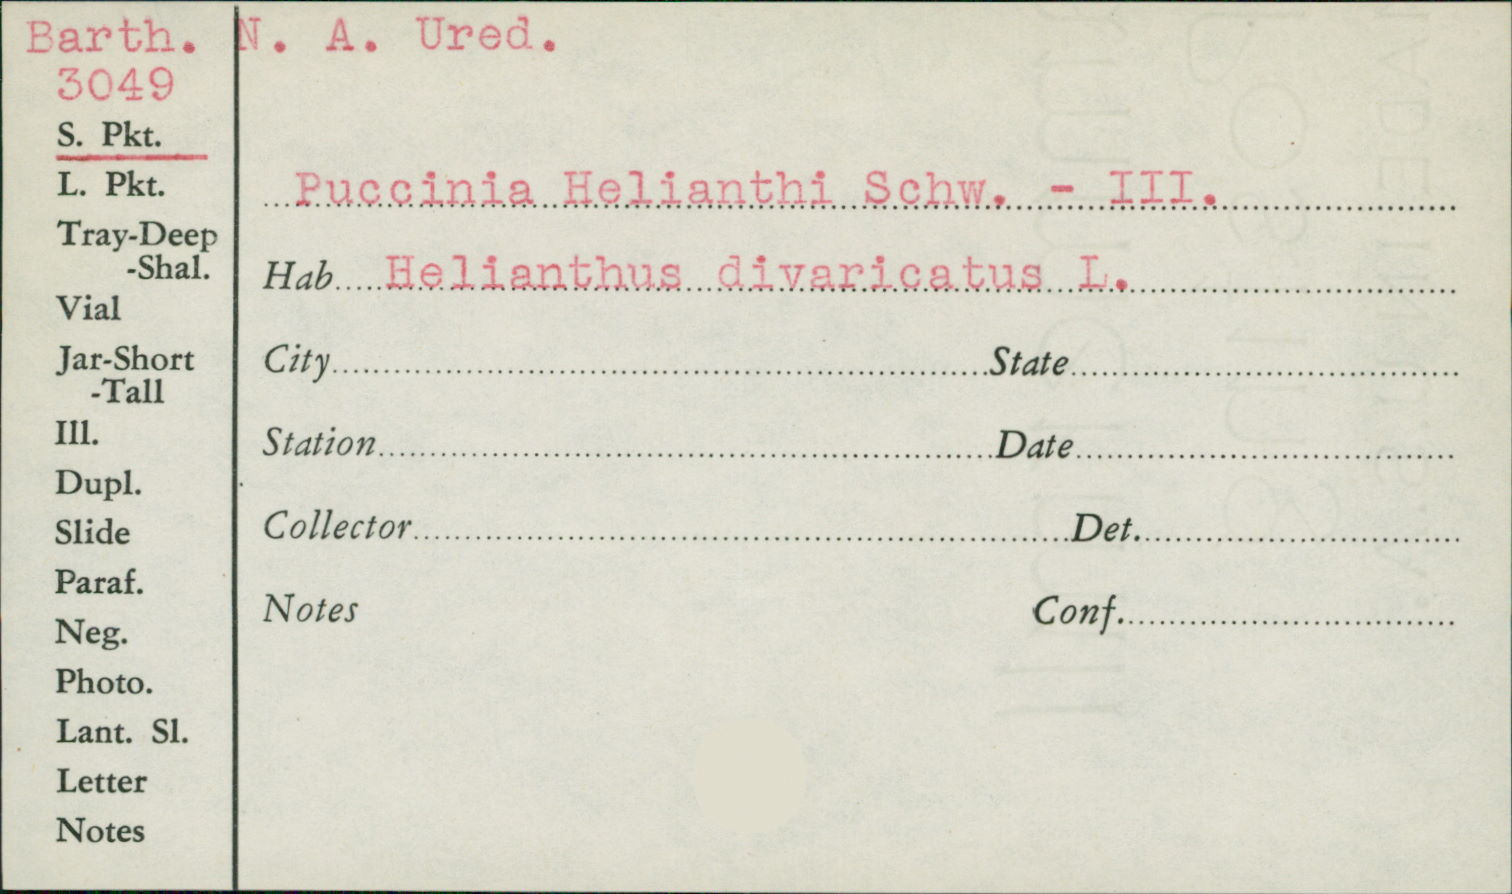 Barth. N. A. Ured.
3049
S. Pkt.
L. Pkt.
Tray-Deep
-Shal.
Vial
Jar-Short
-Tall
Ill.
Dupl.
Slide
Paraf.
Neg.
Photo.
Lant. Sl.
Letter
Notes
Puccinia Helianthi Schw. - III.
Hab. Helianthus divaricatus L.
City State
Station Date
Collector Det.
Notes Conf.